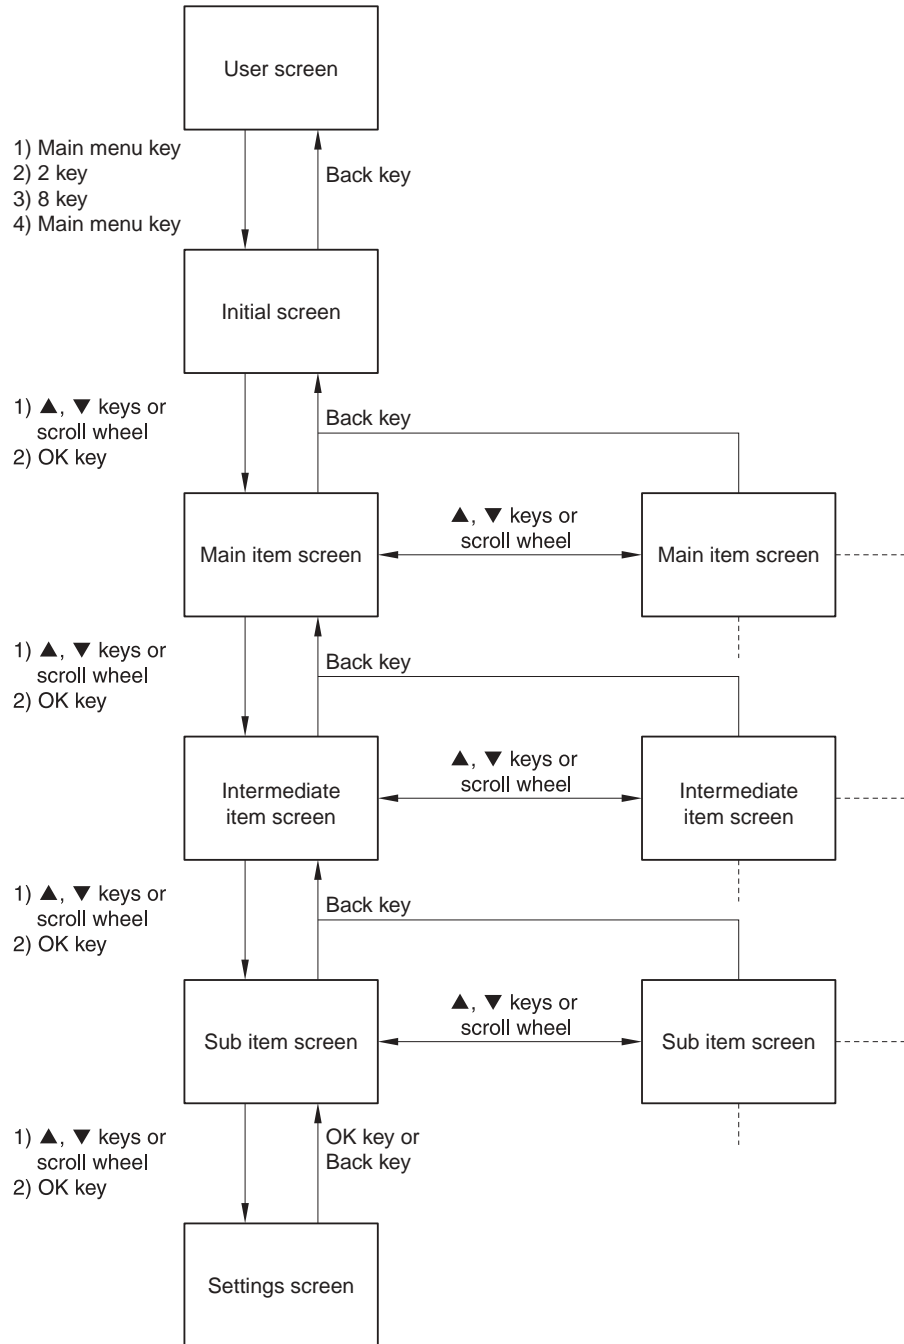 User screen
1) Main menu key
2) 2 key
3) 8 key
4) Main menu key
Back key
Initial screen
1) ▲, ▼ keys or
scroll wheel
2) OK key
Back key
Main item screen
▲, ▼ keys or
scroll wheel
Main item screen
1) ▲, ▼ keys or
scroll wheel
2) OK key
Back key
Intermediate
item screen
▲, ▼ keys or
scroll wheel
Intermediate
item screen
1) ▲, ▼ keys or
scroll wheel
2) OK key
Back key
Sub item screen
▲, ▼ keys or
scroll wheel
Sub item screen
1) ▲, ▼ keys or
scroll wheel
2) OK key
OK key or
Back key
Settings screen